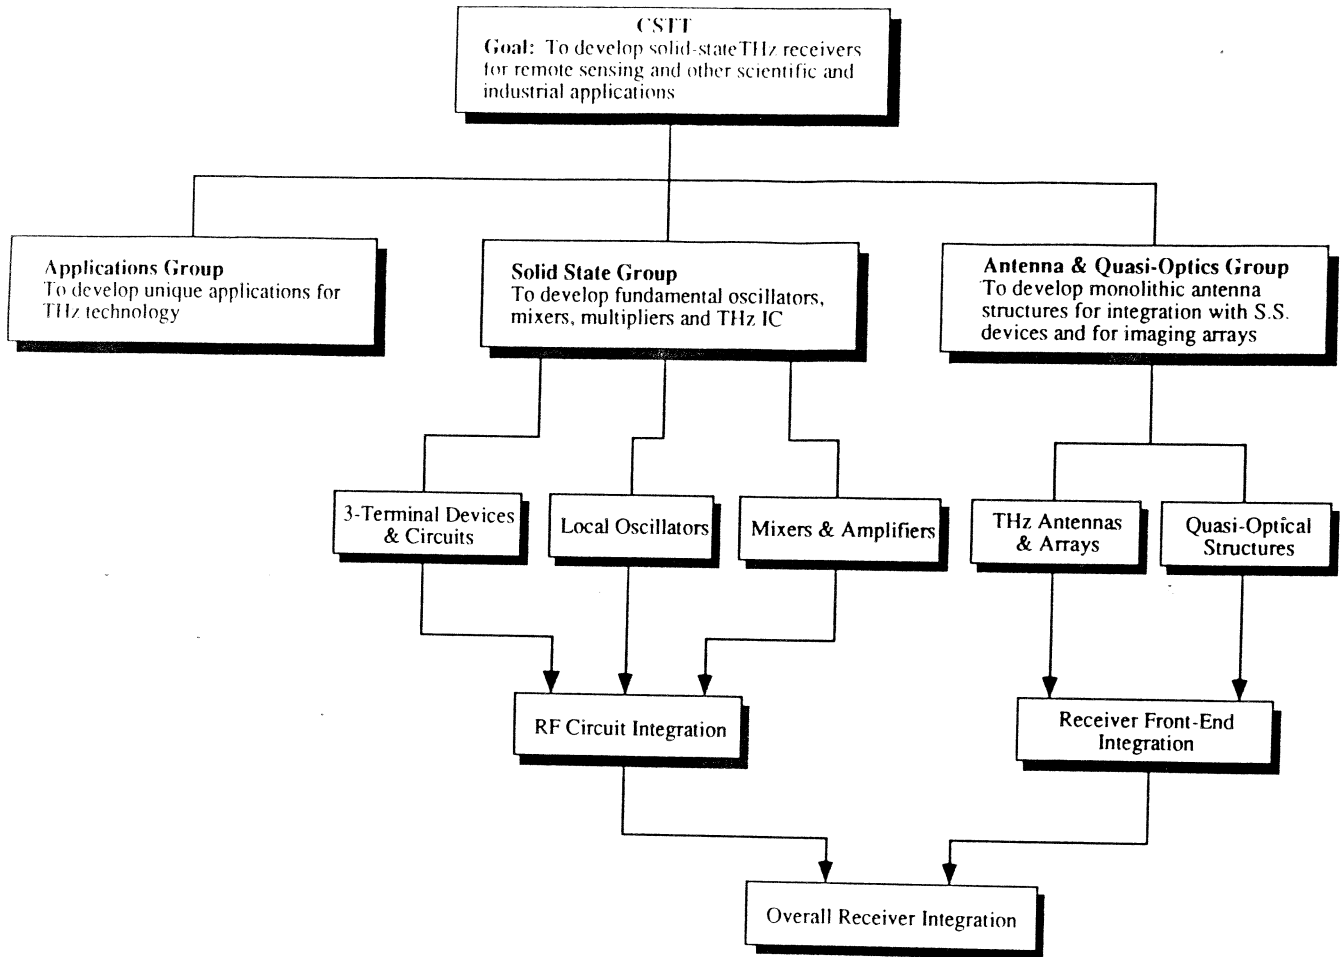 CSTT
Goal: To develop solid-state THz receivers
for remote sensing and other scientific and
industrial applications
Applications Group
To develop unique applications for
THz technology
Solid State Group
To develop fundamental oscillators,
mixers, multipliers and THz IC
Antenna & Quasi-Optics Group
To develop monolithic antenna
structures for integration with S.S.
devices and for imaging arrays
3-Terminal Devices
& Circuits
Local Oscillators
Mixers & Amplifiers
THz Antennas
& Arrays
Quasi-Optical
Structures
RF Circuit Integration
Receiver Front-End
Integration
Overall Receiver Integration